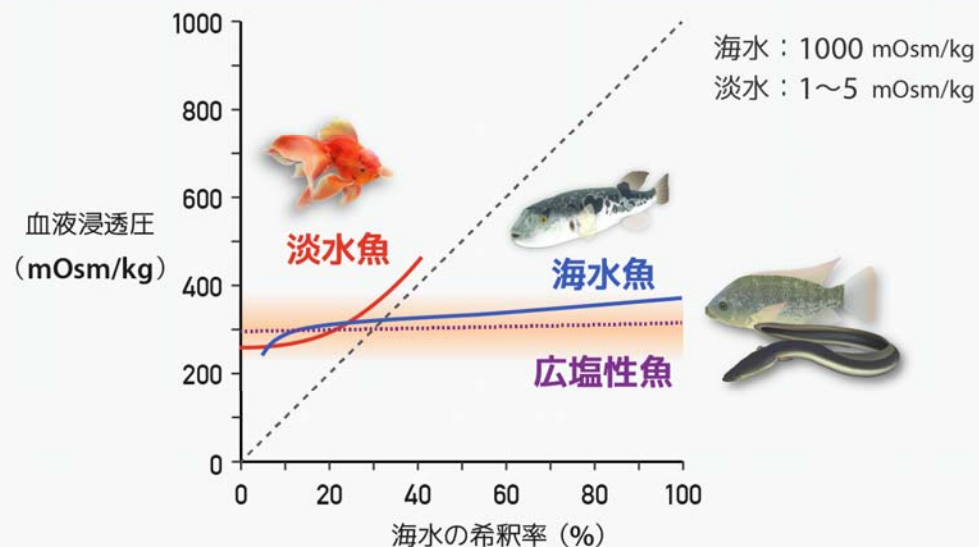 1000
800
600
400
200
0
血液浸透圧
（mOsm/kg）
海水：1000 mOsm/kg
淡水：1〜5 mOsm/kg
淡水魚
海水魚
広塩性魚
0 20 40 60 80 100
海水の希釈率（%）